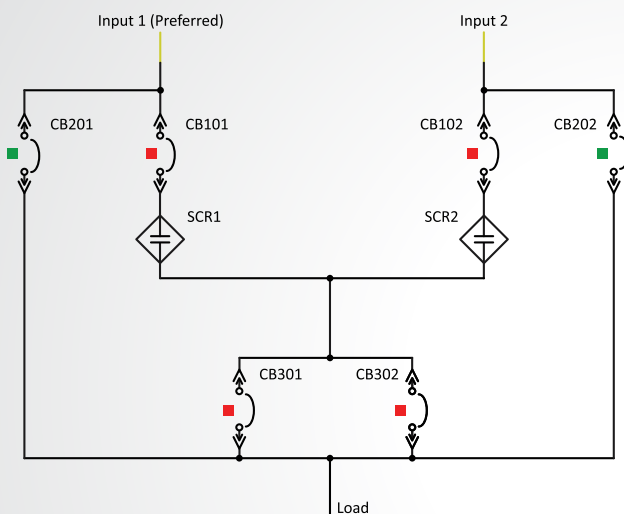 Input 1 (Preferred)
Input 2
CB201
CB101
CB102
CB202
SCR1
SCR2
CB301
CB302
Load